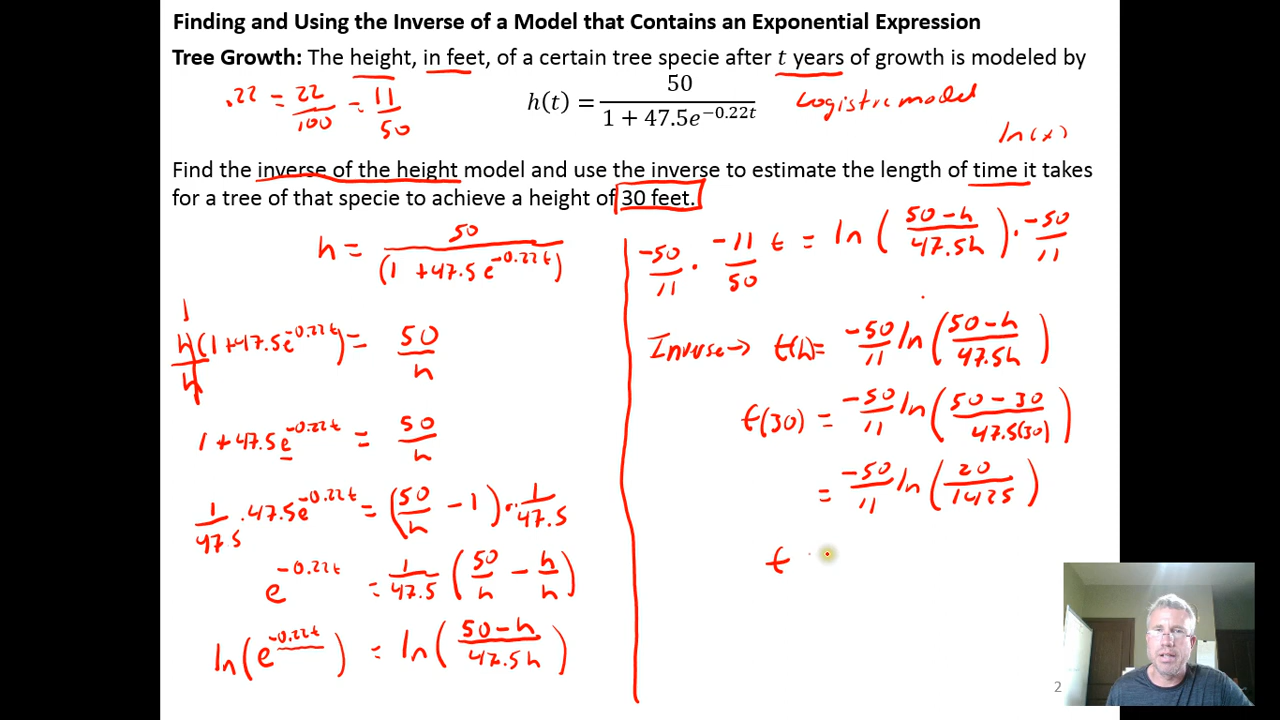 Finding and Using the Inverse of a Model that Contains an Exponential Expression
Tree Growth: The height, in feet, of a certain tree specie after t years of growth is modeled by
.22 = 22/100 = 11/50
h(t) = 50/(1 + 47.5e^(−0.22t))
Logistic model
ln(x)
Find the inverse of the height model and use the inverse to estimate the length of time it takes
for a tree of that specie to achieve a height of 30 feet.
h = 50/(1 + 47.5e^(-0.22t))
1
h(1 + 47.5e^(-0.22t))/h = 50/h
1 + 47.5e^(-0.22t) = 50/h
1/47.5 · 47.5e^(-0.22t) = (50/h - 1) · 1/47.5
e^(-0.22t) = 1/47.5 (50/h - h/h)
ln(e^(-0.22t)) = ln((50-h)/(47.5h))
-50/11 · -11/50 t = ln((50-h)/(47.5h)) · -50/11
Inverse → t(h) = -50/11 ln((50-h)/(47.5h))
t(30) = -50/11 ln((50-30)/(47.5(30)))
= -50/11 ln(20/1425)
t
2